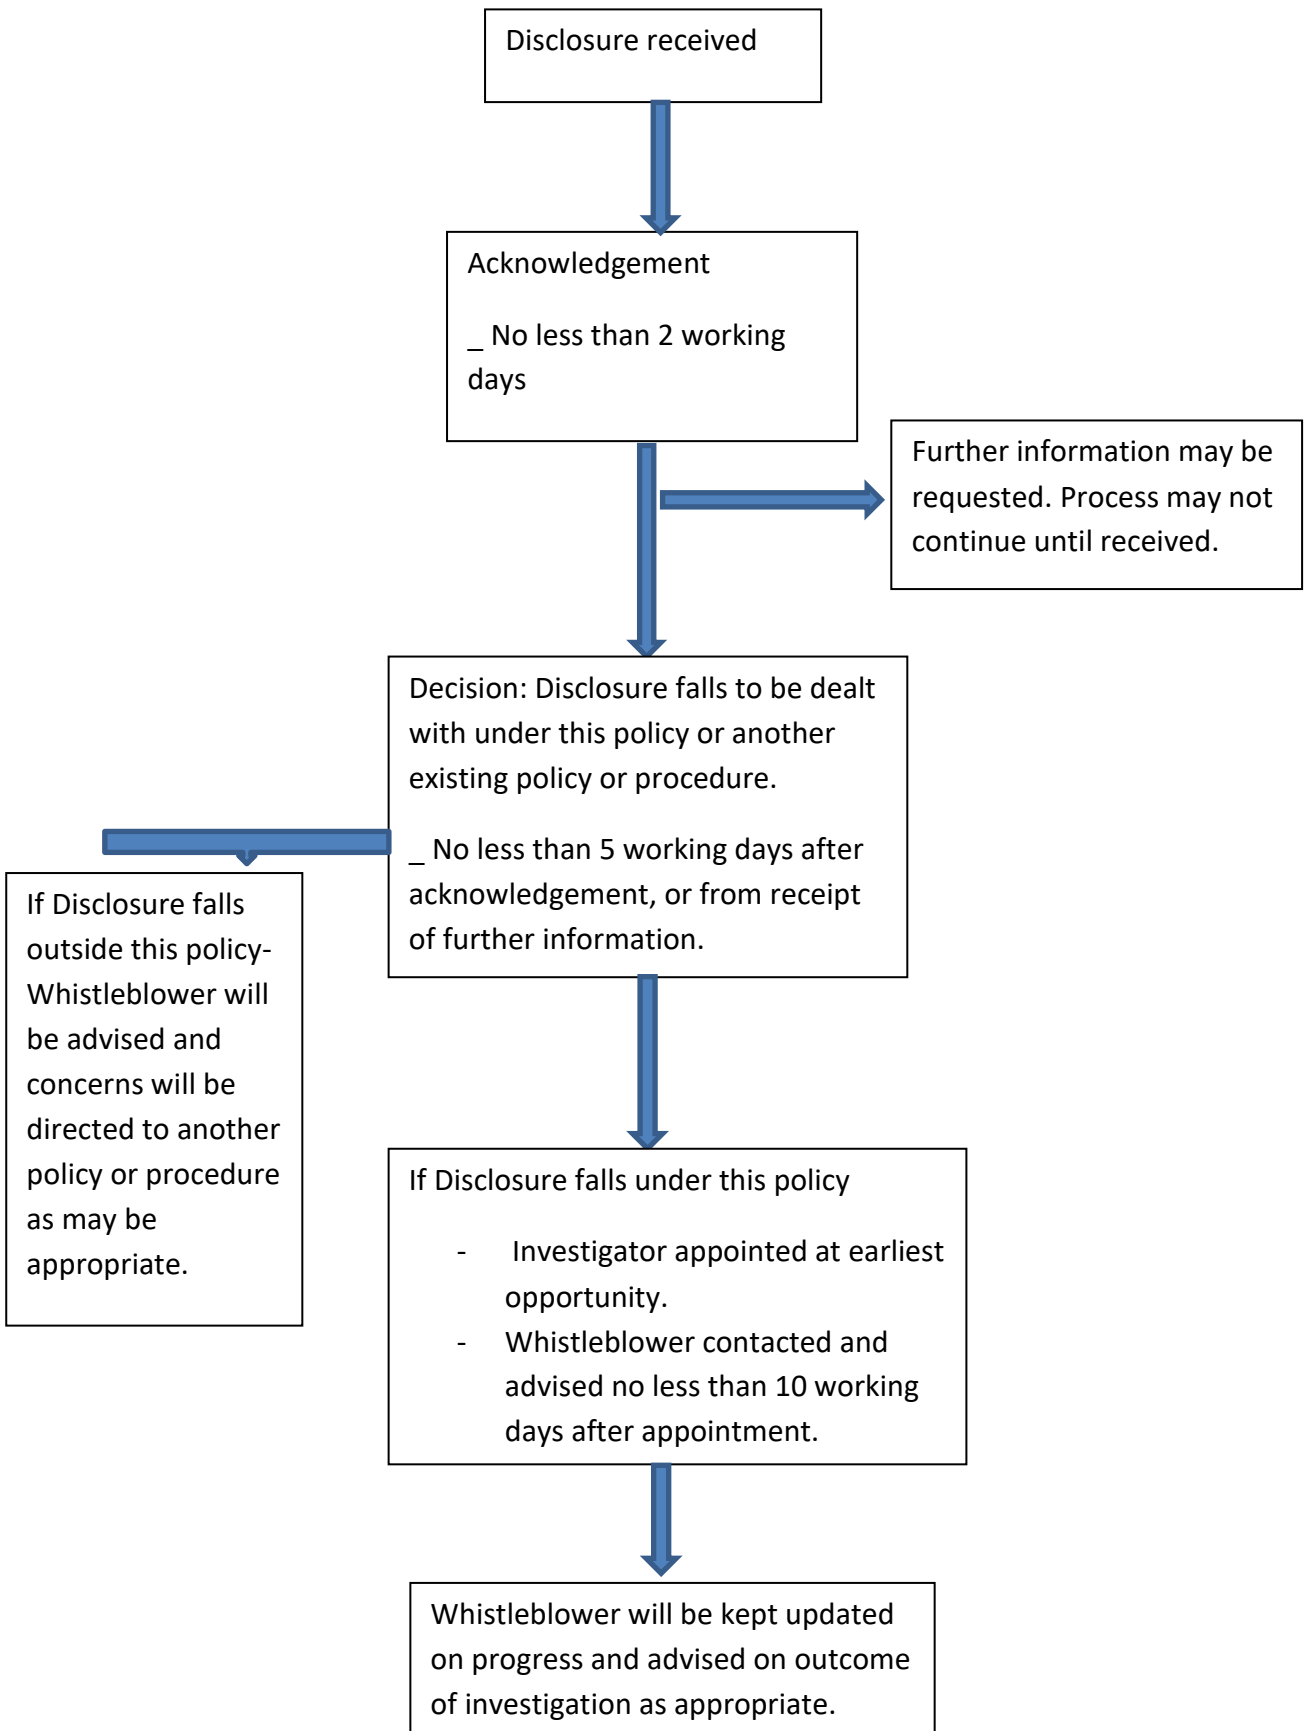 Disclosure received
Acknowledgement
_ No less than 2 working
days
Further information may be
requested. Process may not
continue until received.
Decision: Disclosure falls to be dealt
with under this policy or another
existing policy or procedure.
_ No less than 5 working days after
acknowledgement, or from receipt
of further information.
If Disclosure falls
outside this policy-
Whistleblower will
be advised and
concerns will be
directed to another
policy or procedure
as may be
appropriate.
If Disclosure falls under this policy
- Investigator appointed at earliest
opportunity.
- Whistleblower contacted and
advised no less than 10 working
days after appointment.
Whistleblower will be kept updated
on progress and advised on outcome
of investigation as appropriate.